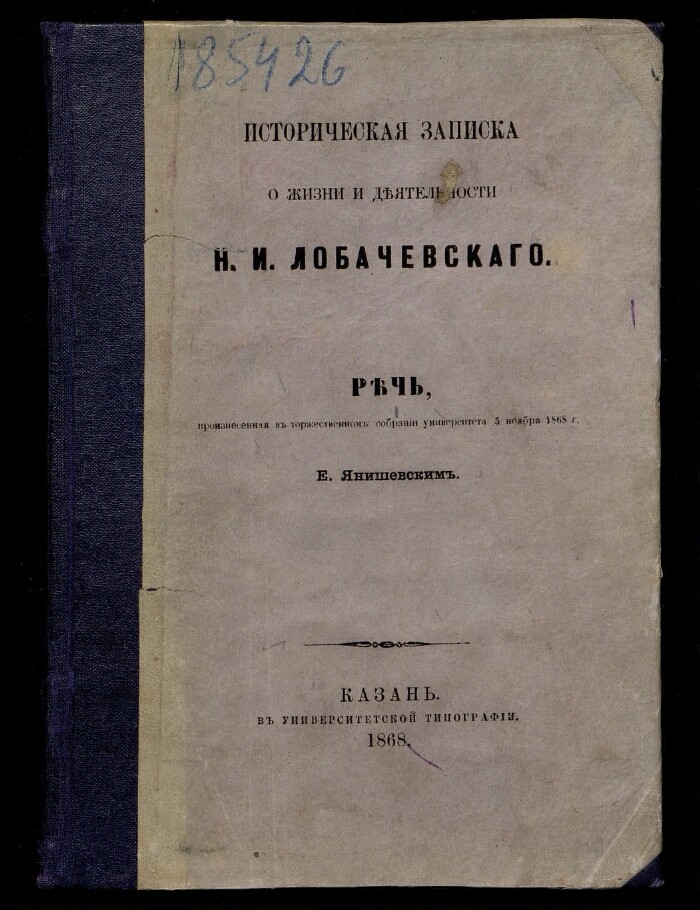 185426
ИСТОРИЧЕСКАЯ ЗАПИСКА
О ЖИЗНИ И ДѢЯТЕЛЬНОСТИ
Н. И. ЛОБАЧЕВСКАГО.
РѢЧЬ,
произнесенная въ торжественномъ собраніи университета 5 ноября 1868 г.
Е. Янишевскимъ.
КАЗАНЬ.
ВЪ УНИВЕРСИТЕТСКОЙ ТИПОГРАФІИ.
1868.